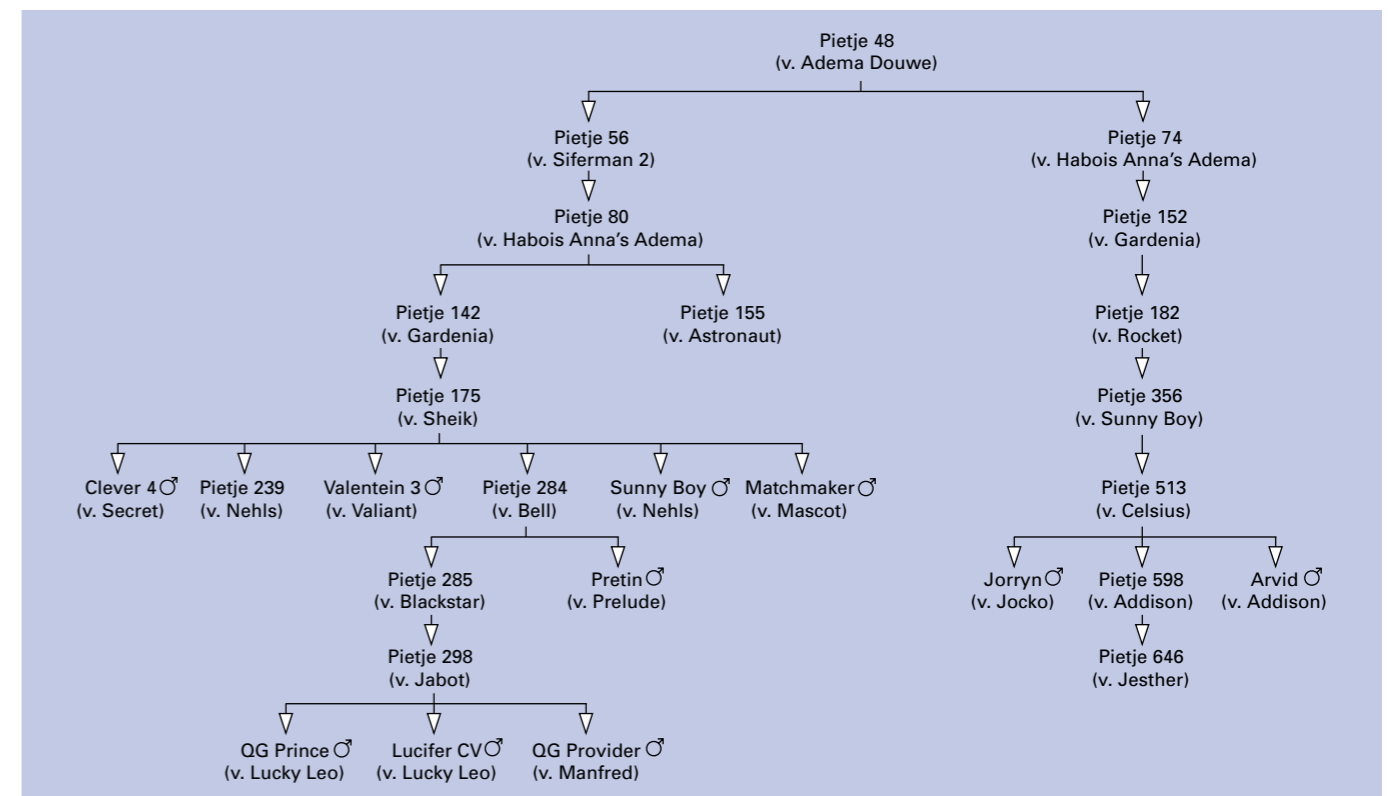 Pietje 48
(v. Adema Douwe)
Pietje 56
(v. Siferman 2)
Pietje 74
(v. Habois Anna’s Adema)
Pietje 80
(v. Habois Anna’s Adema)
Pietje 152
(v. Gardenia)
Pietje 142
(v. Gardenia)
Pietje 155
(v. Astronaut)
Pietje 182
(v. Rocket)
Pietje 175
(v. Sheik)
Pietje 356
(v. Sunny Boy)
Clever 4 ♂
(v. Secret)
Pietje 239
(v. Nehls)
Valentein 3 ♂
(v. Valiant)
Pietje 284
(v. Bell)
Sunny Boy ♂
(v. Nehls)
Matchmaker ♂
(v. Mascot)
Pietje 513
(v. Celsius)
Pietje 285
(v. Blackstar)
Pretin ♂
(v. Prelude)
Jorryn ♂
(v. Jocko)
Pietje 598
(v. Addison)
Arvid ♂
(v. Addison)
Pietje 298
(v. Jabot)
Pietje 646
(v. Jesther)
QG Prince ♂
(v. Lucky Leo)
Lucifer CV ♂
(v. Lucky Leo)
QG Provider ♂
(v. Manfred)